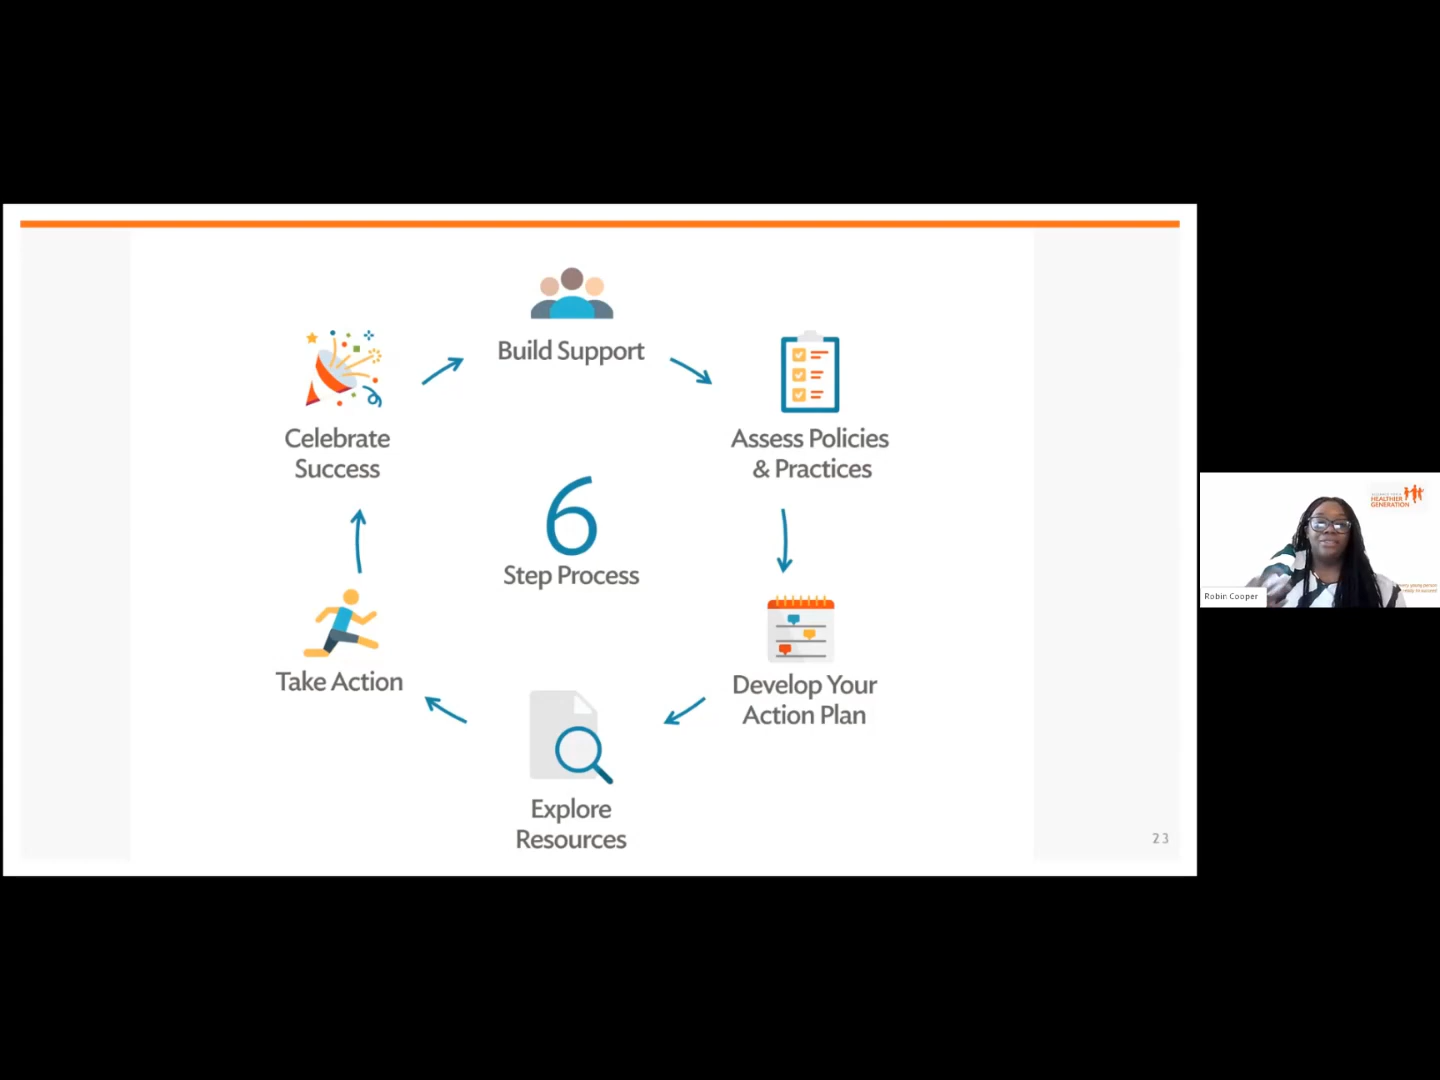 Build Support
Celebrate
Success
Assess Policies
& Practices
6
Step Process
Take Action
Develop Your
Action Plan
Explore
Resources
23
HEALTHIER
GENERATION
Robin Cooper